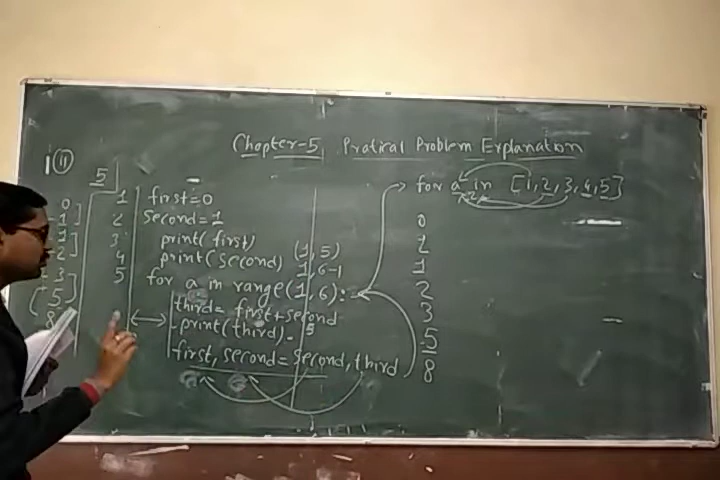 Chapter-5 Pratical Problem Explanation
11
5
0
1]
1
2]
3
5]
8
1
2
3
4
5
first=0
Second=1
print(first)
print(Second) (1,5)
1,6-1
for a in range(1,6):
third= first+second
print(third).
5
first, second= second, third
for a in [1,2,3,4,5]
0
1
1
2
3
5
8